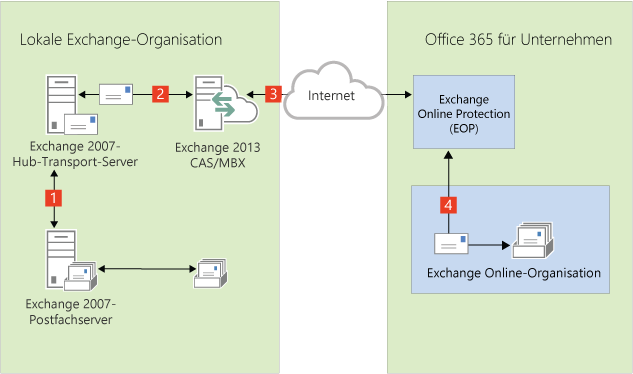 Lokale Exchange-Organisation
Office 365 für Unternehmen
2
3
Internet
Exchange
Online Protection
(EOP)
Exchange 2007-
Hub-Transport-Server
Exchange 2013
CAS/MBX
1
4
Exchange Online-Organisation
Exchange 2007-
Postfachserver